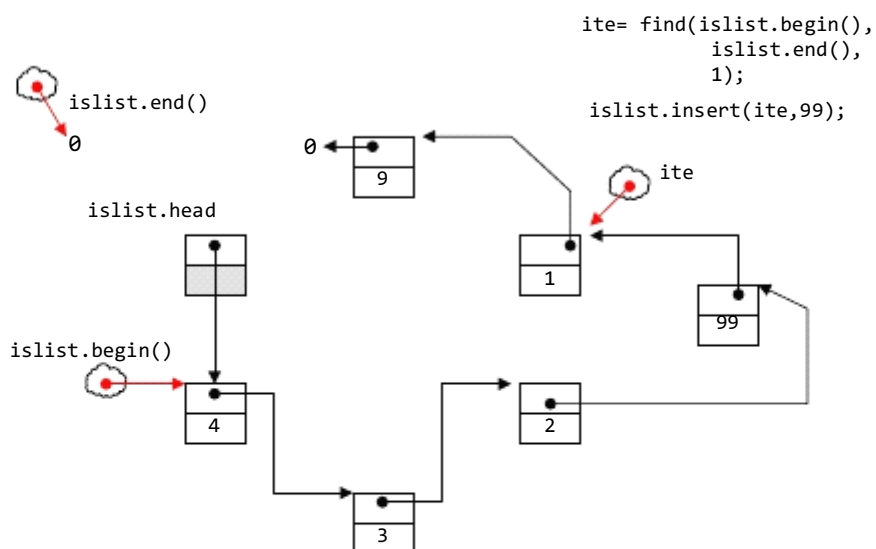 ite= find(islist.begin(),
islist.end(),
1);
islist.insert(ite,99);
islist.end()
0
0
9
ite
islist.head
1
99
islist.begin()
4
2
3